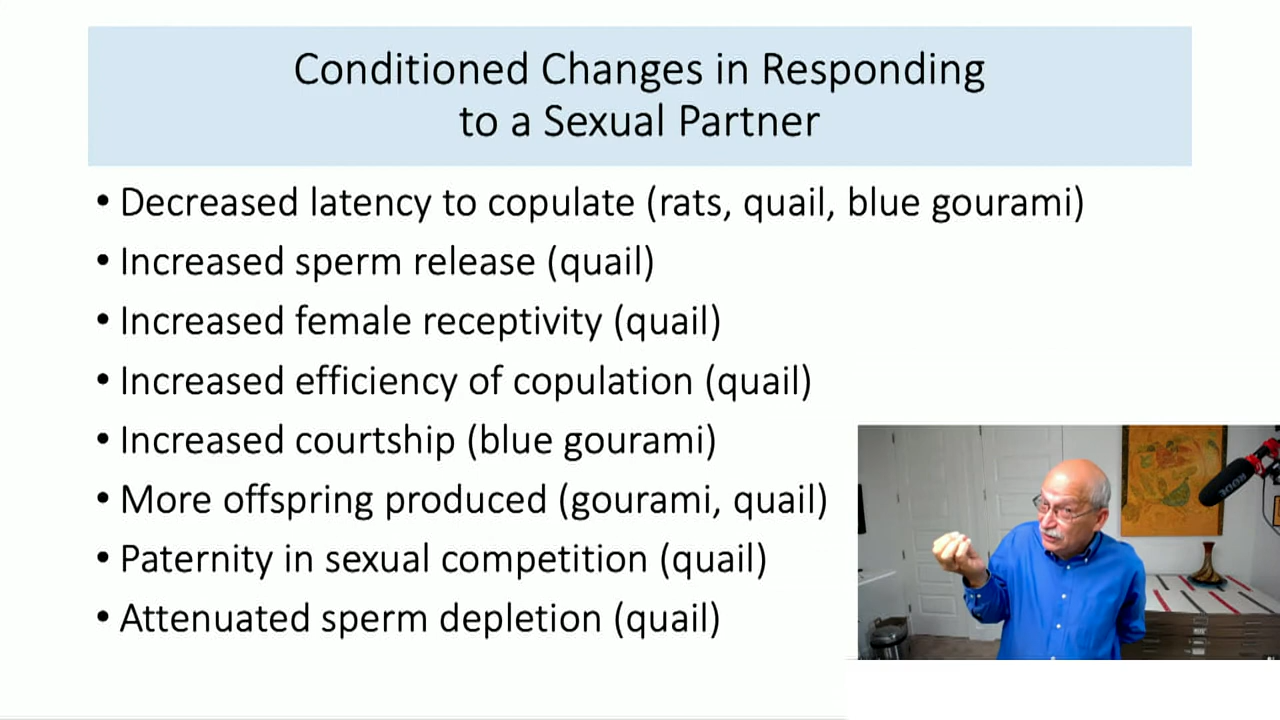 Conditioned Changes in Responding
to a Sexual Partner
• Decreased latency to copulate (rats, quail, blue gourami)
• Increased sperm release (quail)
• Increased female receptivity (quail)
• Increased efficiency of copulation (quail)
• Increased courtship (blue gourami)
• More offspring produced (gourami, quail)
• Paternity in sexual competition (quail)
• Attenuated sperm depletion (quail)
RODE